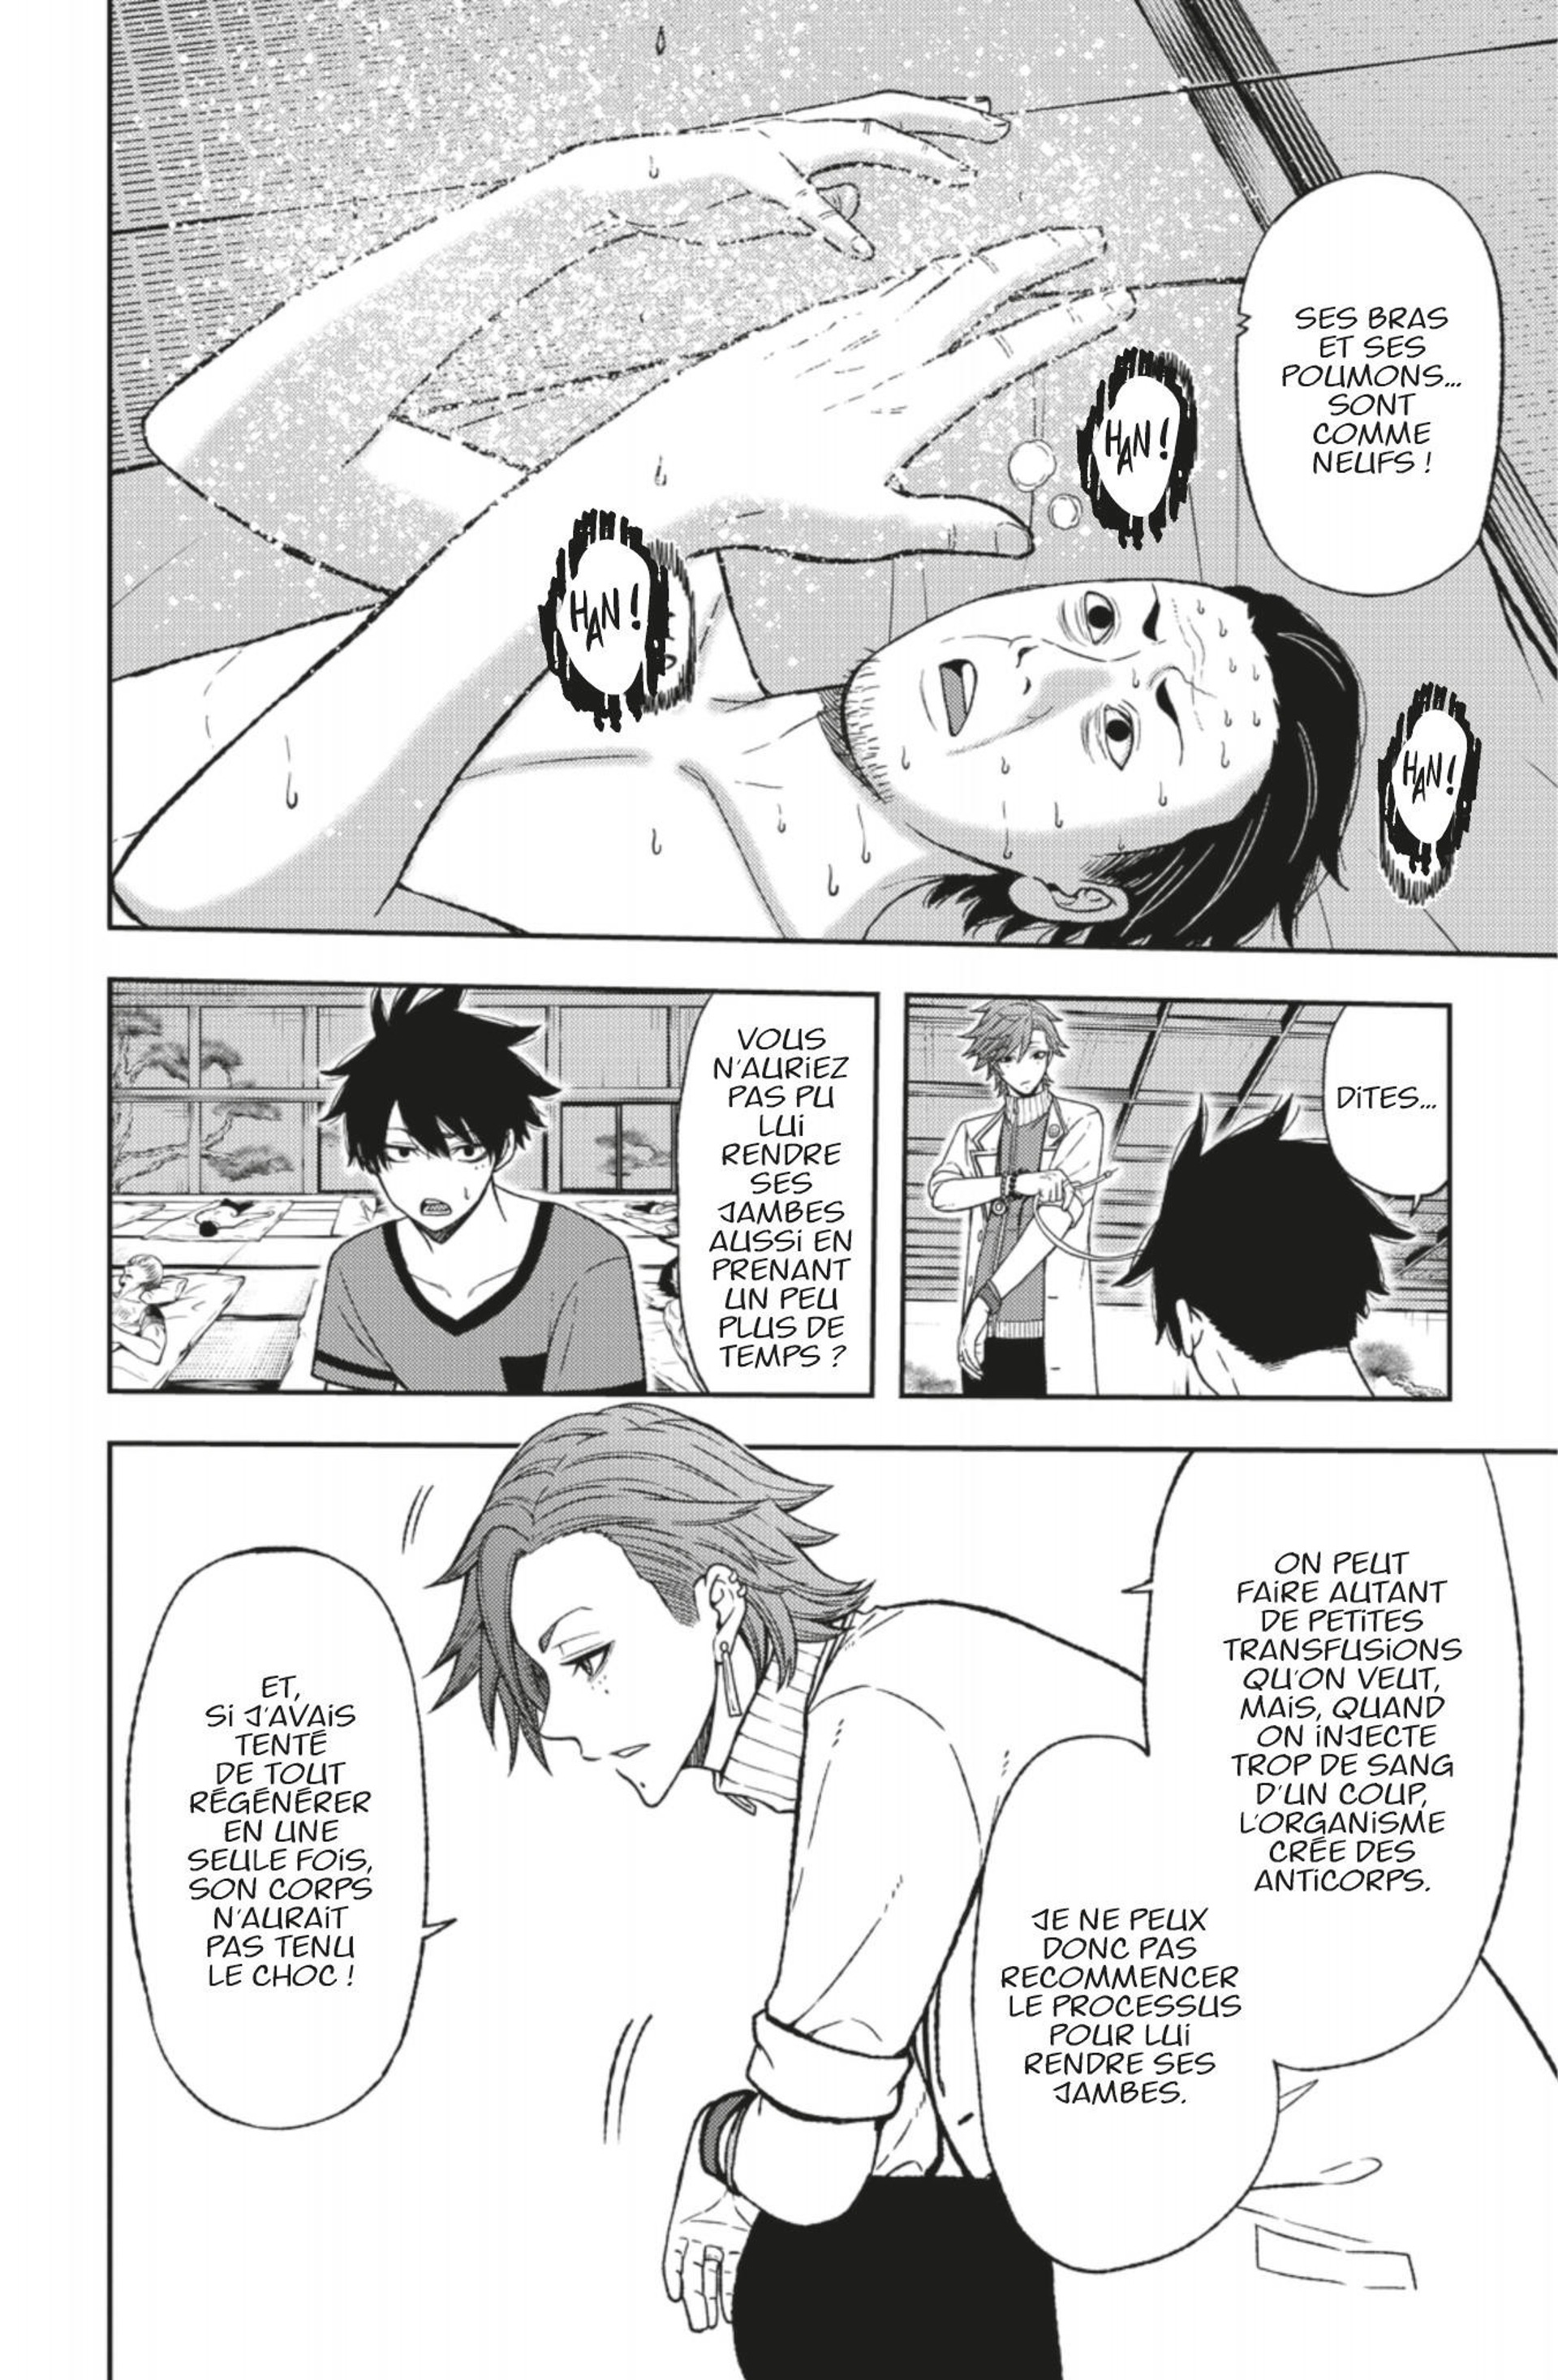 SES BRAS
ET SES
POUMONS...
SONT
COMME
NEUFS !
HAN !
HAN !
HAN !
DITES...
VOUS
N'AURIEZ
PAS PU
LUI
RENDRE
SES
JAMBES
AUSSI EN
PRENANT
UN PEU
PLUS DE
TEMPS ?
ON PEUT
FAIRE AUTANT
DE PETITES
TRANSFUSIONS
QU'ON VEUT,
MAIS, QUAND
ON INJECTE
TROP DE SANG
D'UN COUP,
L'ORGANISME
CRÉE DES
ANTICORPS.
JE NE PEUX
DONC PAS
RECOMMENCER
LE PROCESSUS
POUR LUI
RENDRE SES
JAMBES.
ET,
SI J'AVAIS
TENTÉ
DE TOUT
RÉGÉNÉRER
EN UNE
SEULE FOIS,
SON CORPS
N'AURAIT
PAS TENU
LE CHOC !